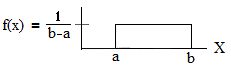 f(x) = 1/b-a
X
a b